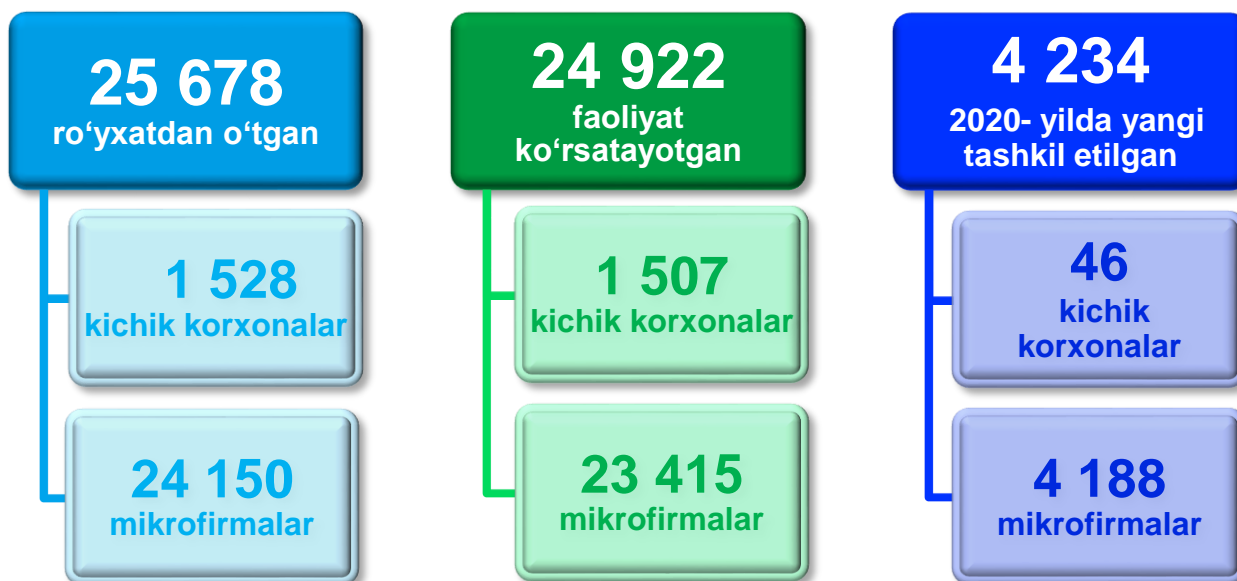 25 678
ro‘yxatdan o‘tgan
1 528
kichik korxonalar
24 150
mikrofirmalar
24 922
faoliyat
ko‘rsatayotgan
1 507
kichik korxonalar
23 415
mikrofirmalar
4 234
2020- yilda yangi
tashkil etilgan
46
kichik
korxonalar
4 188
mikrofirmalar